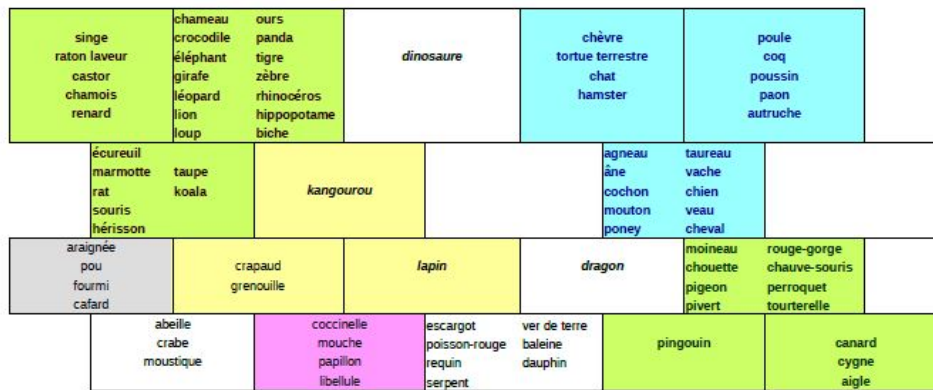 singe
raton laveur
castor
chamois
renard
chameau ours
crocodile panda
éléphant tigre
girafe zèbre
léopard rhinocéros
lion hippopotame
loup biche
dinosaure
chèvre
tortue terrestre
chat
hamster
poule
coq
poussin
paon
autruche
écureuil
marmotte taupe
rat koala
souris
hérisson
kangourou
agneau taureau
âne vache
cochon chien
mouton veau
poney cheval
araignée
pou
fourmi
cafard
crapaud
grenouille
lapin
dragon
moineau rouge-gorge
chouette chauve-souris
pigeon perroquet
pivert tourterelle
abeille
crabe
moustique
coccinelle
mouche
papillon
libellule
escargot ver de terre
poisson-rouge baleine
requin dauphin
serpent
pingouin
canard
cygne
aigle